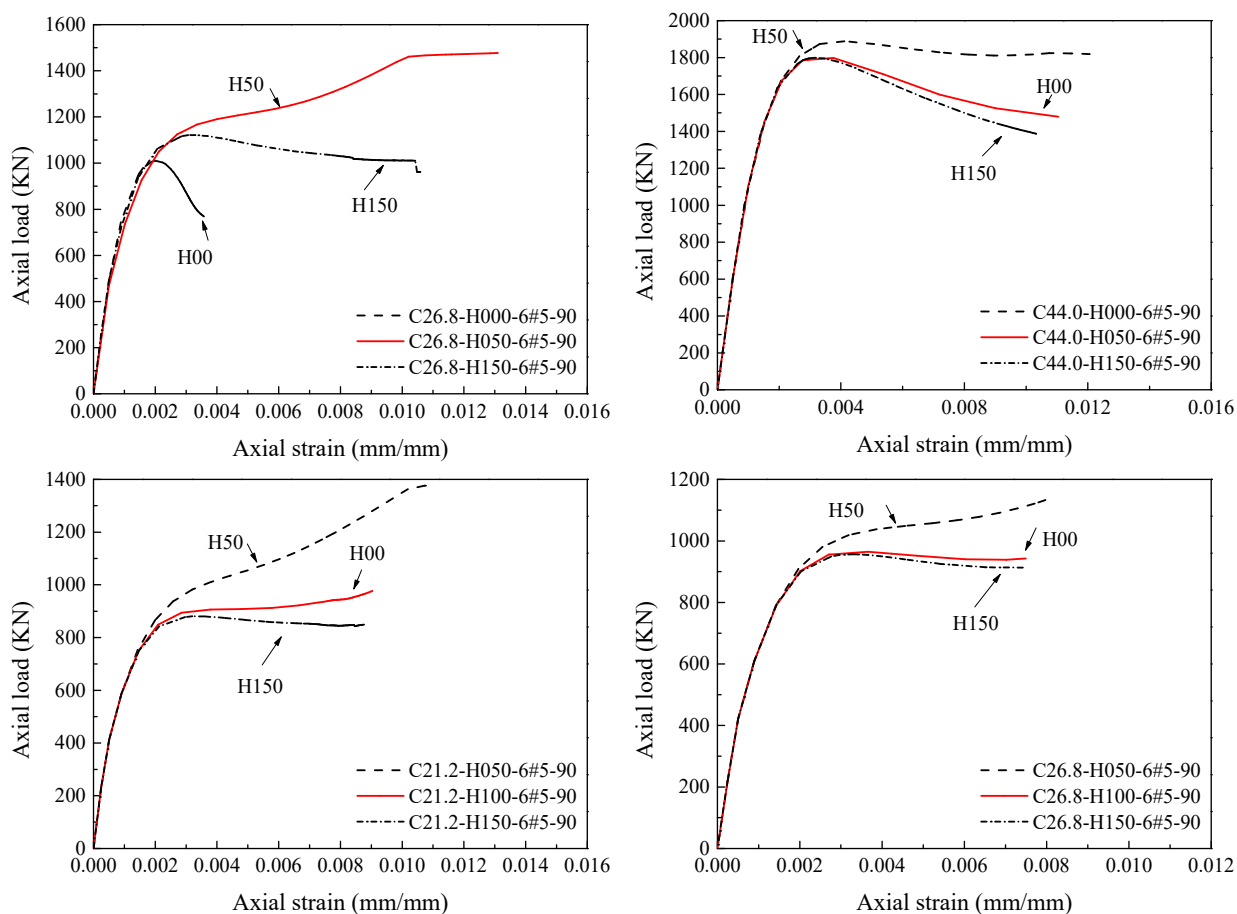 1600
1400
1200
1000
800
600
400
200
0
Axial load (KN)
H50
H150
H00
C26.8-H000-6#5-90
C26.8-H050-6#5-90
C26.8-H150-6#5-90
0.000 0.002 0.004 0.006 0.008 0.010 0.012 0.014 0.016
Axial strain (mm/mm)
2000
1800
1600
1400
1200
1000
800
600
400
200
0
Axial load (KN)
H50
H00
H150
C44.0-H000-6#5-90
C44.0-H050-6#5-90
C44.0-H150-6#5-90
0.000 0.004 0.008 0.012 0.016
Axial strain (mm/mm)
1400
1200
1000
800
600
400
200
0
Axial load (KN)
H50
H00
H150
C21.2-H050-6#5-90
C21.2-H100-6#5-90
C21.2-H150-6#5-90
0.000 0.002 0.004 0.006 0.008 0.010 0.012 0.014 0.016
Axial strain (mm/mm)
1200
1000
800
600
400
200
0
Axial load (KN)
H50
H00
H150
C26.8-H050-6#5-90
C26.8-H100-6#5-90
C26.8-H150-6#5-90
0.000 0.002 0.004 0.006 0.008 0.010 0.012
Axial strain (mm/mm)